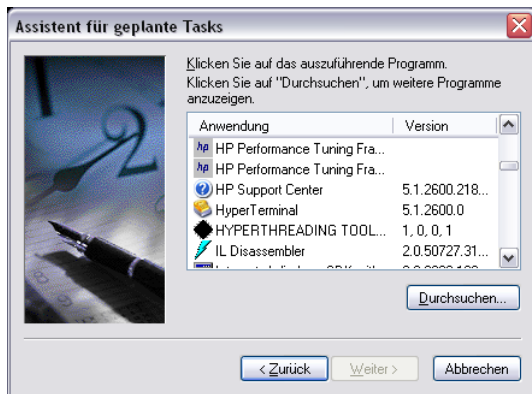 Assistent für geplante Tasks
Klicken Sie auf das auszuführende Programm.
Klicken Sie auf "Durchsuchen", um weitere Programme
anzuzeigen.
Anwendung Version
HP Performance Tuning Fra...
HP Performance Tuning Fra...
HP Support Center 5.1.2600.218...
HyperTerminal 5.1.2600.0
HYPERTHREADING TOOL... 1, 0, 0, 1
IL Disassembler 2.0.50727.31...
Durchsuchen...
< Zurück Weiter > Abbrechen